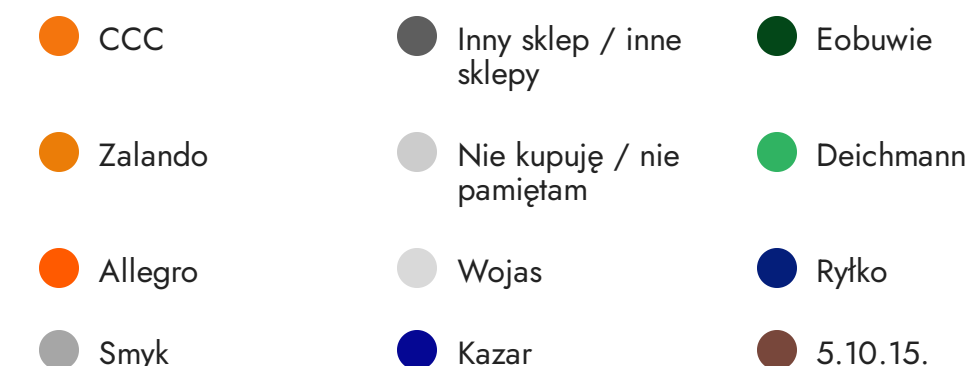 CCC
Inny sklep / inne
sklepy
Eobuwie
Zalando
Nie kupuję / nie
pamiętam
Deichmann
Allegro
Wojas
Ryłko
Smyk
Kazar
5.10.15.